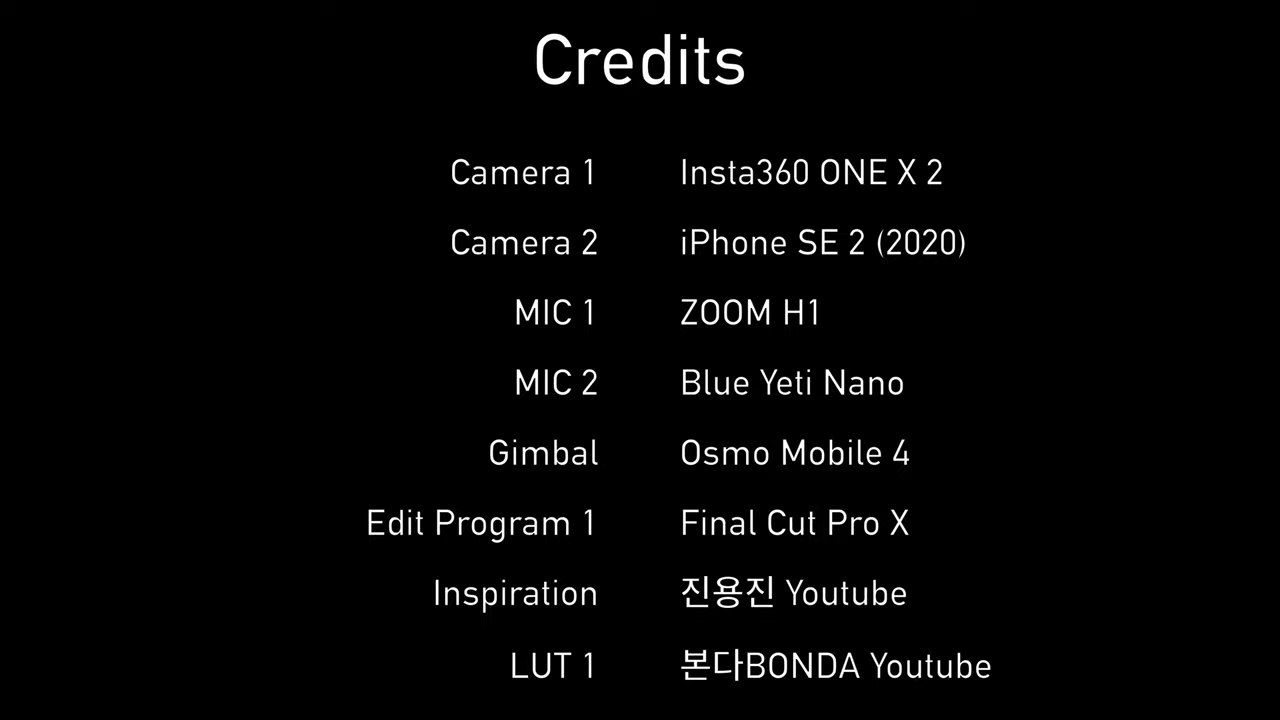 Credits
Camera 1 Insta360 ONE X 2
Camera 2 iPhone SE 2 (2020)
MIC 1 ZOOM H1
MIC 2 Blue Yeti Nano
Gimbal Osmo Mobile 4
Edit Program 1 Final Cut Pro X
Inspiration 진용진 Youtube
LUT 1 본다BONDA Youtube